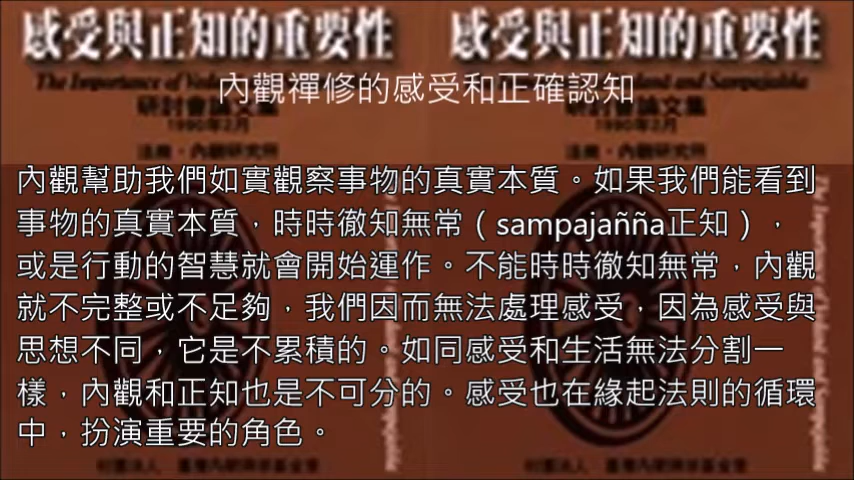 感受與正知的重要性 感受與正知的重要性
內觀禪修的感受和正確認知
研討會論文集
1990年2月
法療·內觀研究所
內觀幫助我們如實觀察事物的真實本質。如果我們能看到
事物的真實本質，時時徹知無常（sampajañña正知），
或是行動的智慧就會開始運作。不能時時徹知無常，內觀
就不完整或不足夠，我們因而無法處理感受，因為感受與
思想不同，它是不累積的。如同感受和生活無法分割一
樣，內觀和正知也是不可分的。感受也在緣起法則的循環
中，扮演重要的角色。